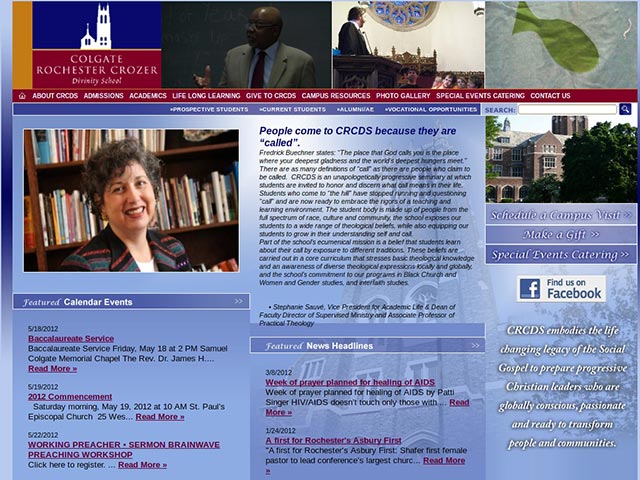 COLGATE
ROCHESTER CROZER
Divinity School
ABOUT CRCDS ADMISSIONS ACADEMICS LIFE LONG LEARNING GIVE TO CRCDS CAMPUS RESOURCES PHOTO GALLERY SPECIAL EVENTS CATERING CONTACT US
»PROSPECTIVE STUDENTS »CURRENT STUDENTS »ALUMNI/AE »VOCATIONAL OPPORTUNITIES
SEARCH:
People come to CRCDS because they are
“called”.
Fredrick Buechner states: “The place that God calls you is the place
where your deepest gladness and the world's deepest hungers meet.”
There are as many definitions of “call” as there are people who claim to
be called. CRCDS is an unapologetically progressive seminary at which
students are invited to honor and discern what call means in their life.
Students who come to “the hill” have stopped running and questioning
“call” and are now ready to embrace the rigors of a teaching and
learning environment. The student body is made up of people from the
full spectrum of race, culture and community, the school exposes our
students to a wide range of theological beliefs, while also equipping our
students to grow in their understanding self and call.
Part of the school's ecumenical mission is a belief that students learn
about their call by exposure to different traditions. These beliefs are
carried out in a core curriculum that stresses basic theological knowledge
and an awareness of diverse theological expressions locally and globally,
and the school's commitment to our programs in Black Church and
Women and Gender studies, and interfaith studies.
• Stephanie Sauvé, Vice President for Academic Life & Dean of
Faculty Director of Supervised Ministry and Associate Professor of
Practical Theology
Schedule a Campus Visit >>
Make a Gift >>
Special Events Catering >>
Find us on
Facebook
CRCDS embodies the life
changing legacy of the Social
Gospel to prepare progressive
Christian leaders who are
globally conscious, passionate
and ready to transform
people and communities.
Featured Calendar Events >>
5/18/2012
Baccalaureate Service
Baccalaureate Service Friday, May 18 at 2 PM Samuel
Colgate Memorial Chapel The Rev. Dr. James H....
Read More »
5/19/2012
2012 Commencement
Saturday morning, May 19, 2012 at 10 AM St. Paul's
Episcopal Church 25 Wes... Read More »
5/22/2012
WORKING PREACHER • SERMON BRAINWAVE
PREACHING WORKSHOP
Click here to register. ... Read More »
Featured News Headlines >>
3/8/2012
Week of prayer planned for healing of AIDS
Week of prayer planned for healing of AIDS by Patti
Singer HIV/AIDS doesn't touch only those with ... Read
More »
1/24/2012
A first for Rochester's Asbury First
"A first for Rochester's Asbury First: Shafer first female
pastor to lead conference's largest churc... Read More
»